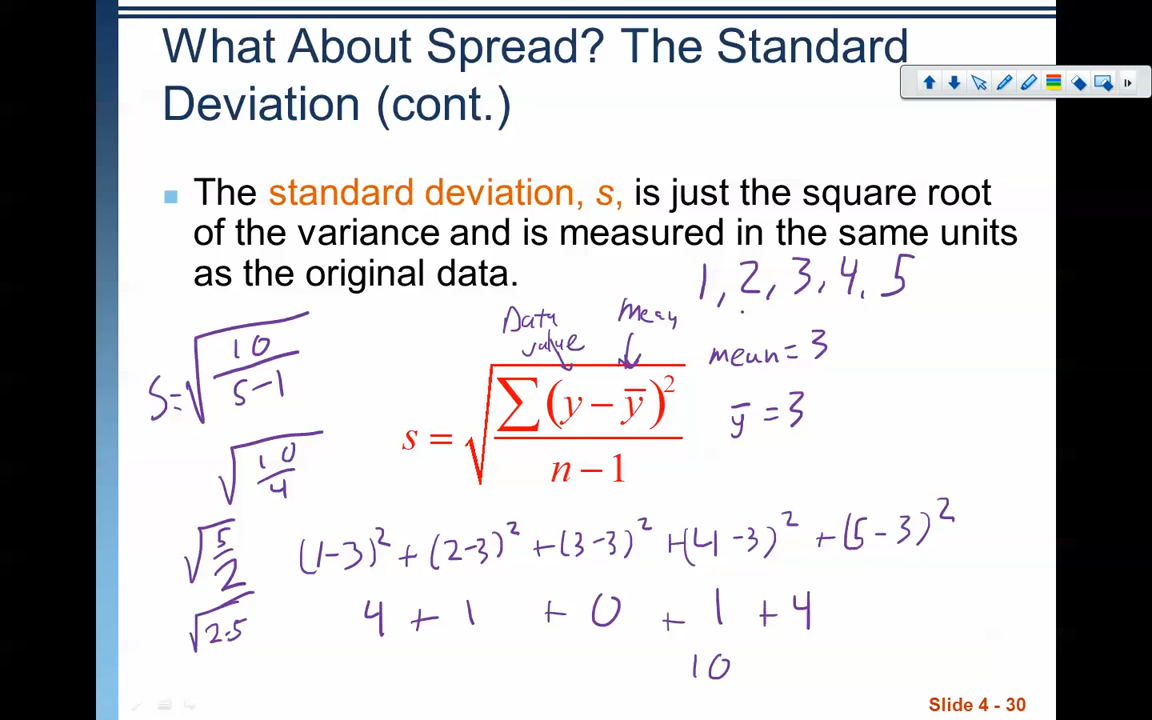 What About Spread? The Standard
Deviation (cont.)
The standard deviation, s, is just the square root
of the variance and is measured in the same units
as the original data.
1, 2, 3, 4, 5
Data
value
mean
mean = 3
ȳ = 3
s = √(∑(y − ȳ)² / (n − 1))
S = √(10 / (5-1))
√(10/4)
√(5/2)
√2.5
(1-3)² + (2-3)² + (3-3)² + (4-3)² + (5-3)²
4 + 1 + 0 + 1 + 4
10
Slide 4 - 30